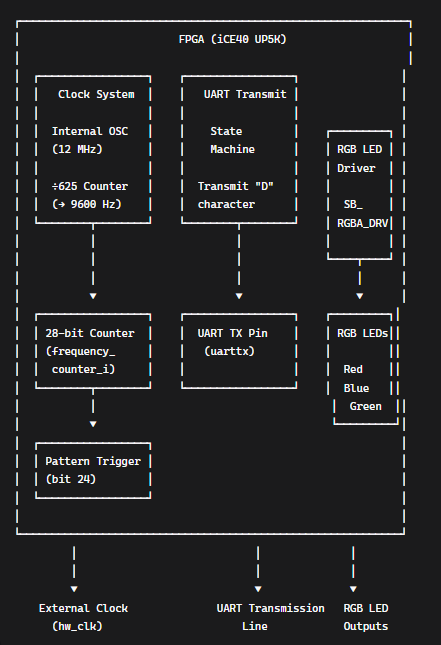 FPGA (iCE40 UP5K)
Clock System
Internal OSC
(12 MHz)
÷625 Counter
(→ 9600 Hz)
UART Transmit
State
Machine
Transmit "D"
character
RGB LED
Driver
SB_
RGBA_DRV
28-bit Counter
(frequency_
counter_i)
UART TX Pin
(uarttx)
RGB LEDs
Red
Blue
Green
Pattern Trigger
(bit 24)
External Clock
(hw_clk)
UART Transmission
Line
RGB LED
Outputs